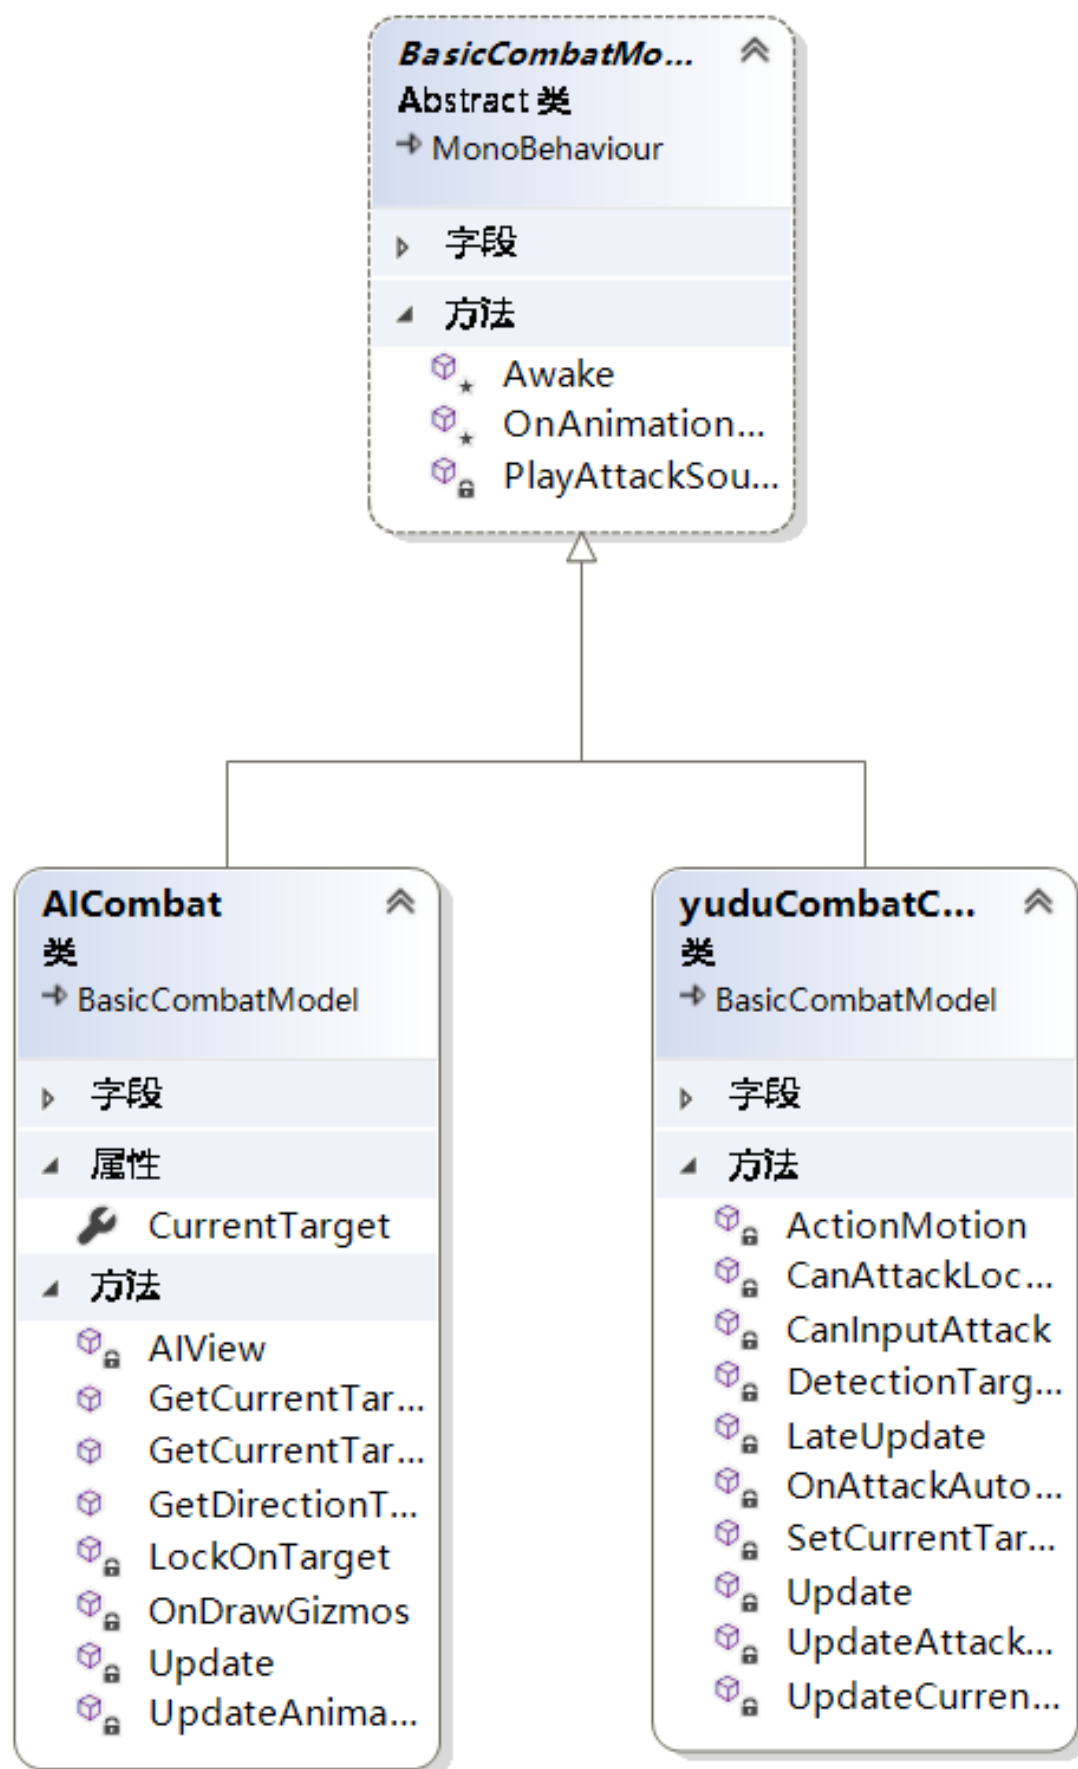 BasicCombatMo...
Abstract 类
MonoBehaviour
字段
方法
Awake
OnAnimation...
PlayAttackSou...
AICombat
类
BasicCombatModel
字段
属性
CurrentTarget
方法
AIView
GetCurrentTar...
GetCurrentTar...
GetDirectionT...
LockOnTarget
OnDrawGizmos
Update
UpdateAnima...
yuduCombatC...
类
BasicCombatModel
字段
方法
ActionMotion
CanAttackLoc...
CanInputAttack
DetectionTarg...
LateUpdate
OnAttackAuto...
SetCurrentTar...
Update
UpdateAttack...
UpdateCurren...